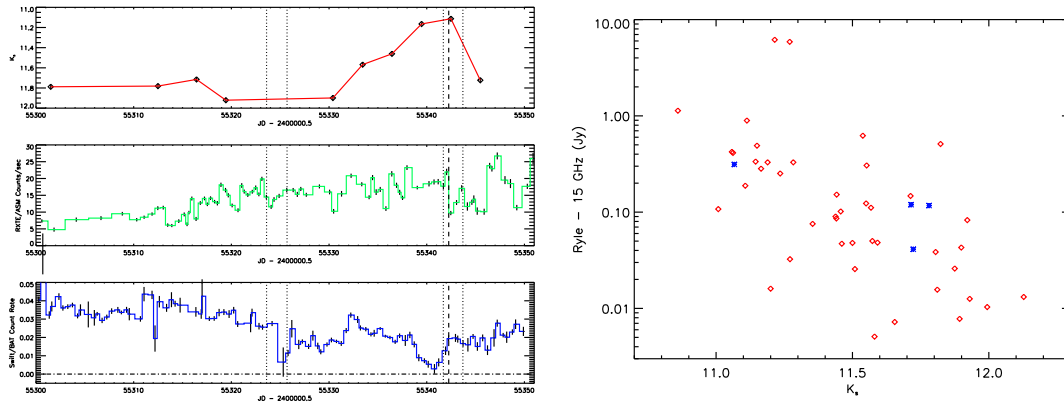 11.0
11.2
11.4
11.6
11.8
12.0
Ks
55300 55310 55320 55330 55340 55350
JD - 2400000.5
30
25
20
15
10
5
0
RXTE/ASM Counts/sec
55300 55310 55320 55330 55340 55350
JD - 2400000.5
0.05
0.04
0.03
0.02
0.01
0.00
Swift/BAT Count Rate
55300 55310 55320 55330 55340 55350
JD - 2400000.5
10.00
1.00
0.10
0.01
Ryle - 15 GHz (Jy)
11.0 11.5 12.0
Ks